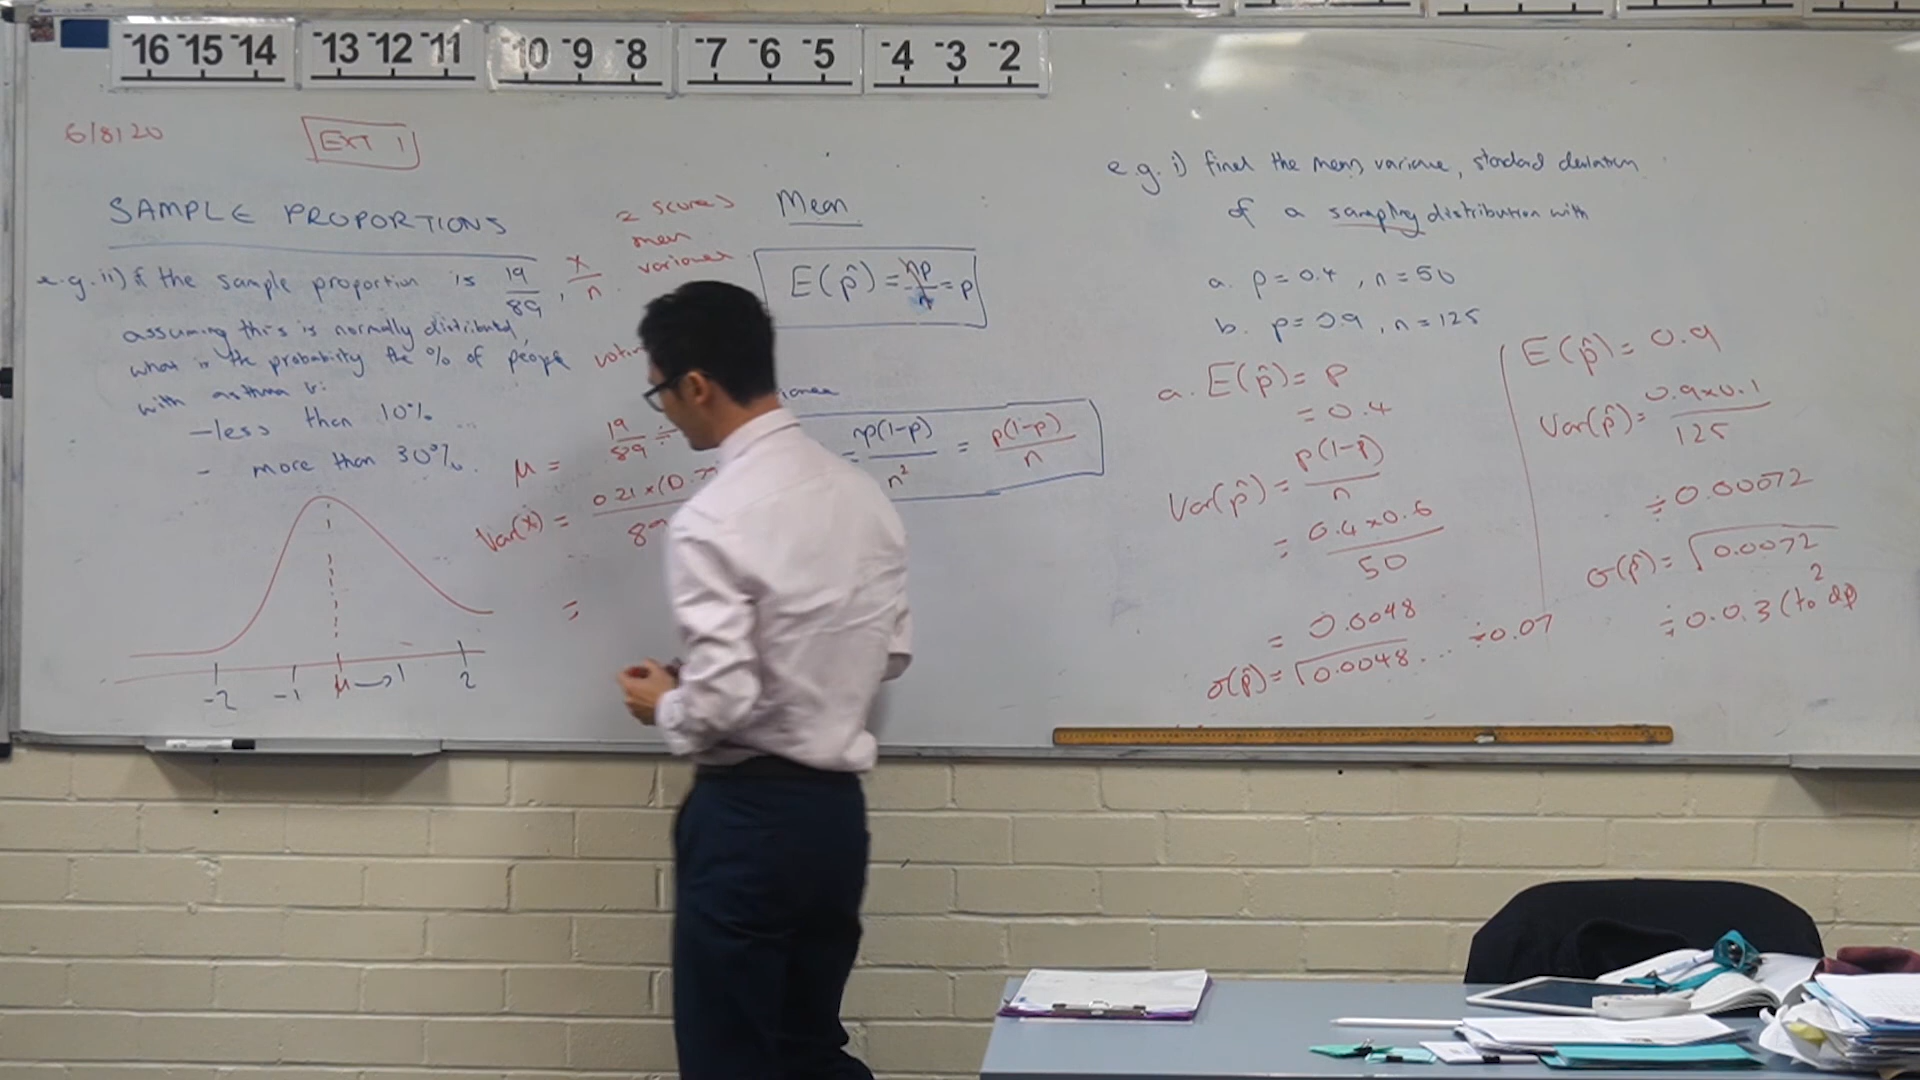 -16 -15 -14 -13 -12 -11 -10 -9 -8 -7 -6 -5 -4 -3 -2
6/8/20
EXT 1
SAMPLE PROPORTIONS
e.g. ii) if the sample proportion is 19/89, x/n.
assuming this is normally distributed,
what is the probability the % of people
with asthma is:
- less than 10%
- more than 30%.
-2 -1 μ → 1 2
2 scores
mean
variance
μ = 19/89 ≑
Var(x) = 0.21×(0.7
89
=
Mean
E(p̂) = np/n = p
= np(1-p)/n² = p(1-p)/n
e.g. i) find the mean, variance, standard deviation
of a sampling distribution with
a. p = 0.4, n = 50
b. p = 0.9, n = 125
a. E(p̂) = p
= 0.4
Var(p̂) = p(1-p)/n
= 0.4×0.6/50
= 0.0048
σ(p̂) = √0.0048... ≑ 0.07
E(p̂) = 0.9
Var(p̂) = 0.9×0.1/125
≑ 0.00072
σ(p̂) = √0.0072
≑ 0.03 (to 2 dp)